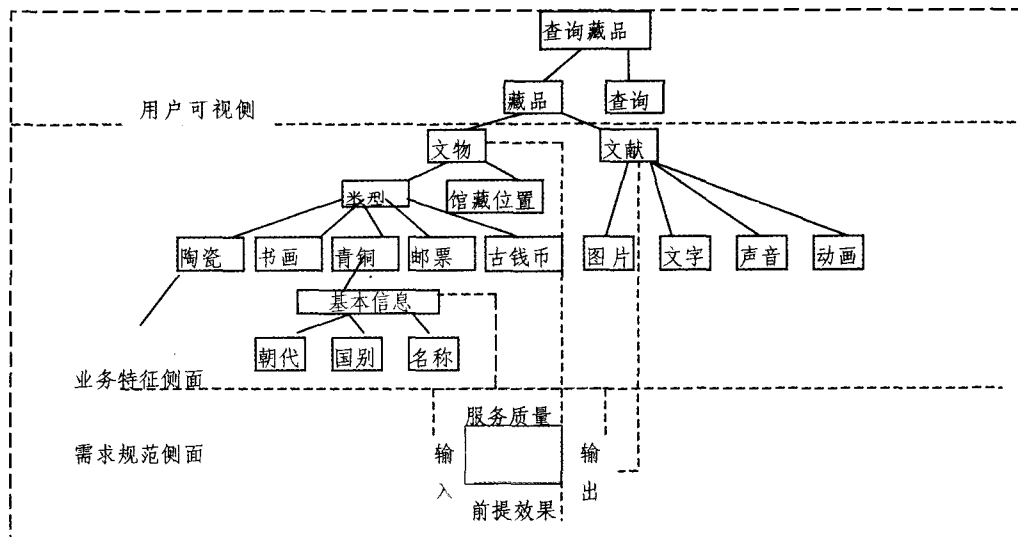 查询藏品
藏品
查询
用户可视侧
文物
文献
类型
馆藏位置
陶瓷
书画
青铜
邮票
古钱币
图片
文字
声音
动画
基本信息
朝代
国别
名称
业务特征侧面
服务质量
需求规范侧面
输入
输出
前提效果